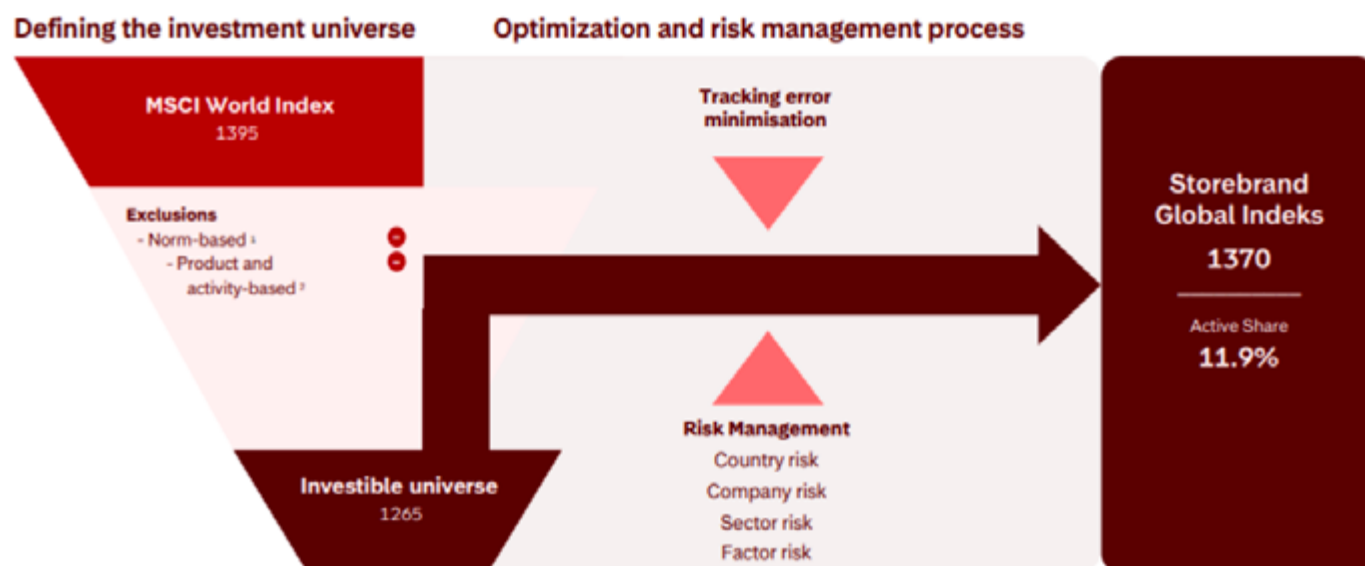 Defining the investment universe
Optimization and risk management process
MSCI World Index
1395
Exclusions
- Norm-based ¹
- Product and
activity-based ²
Investible universe
1265
Tracking error
minimisation
Risk Management
Country risk
Company risk
Sector risk
Factor risk
Storebrand
Global Indeks
1370
Active Share
11.9%